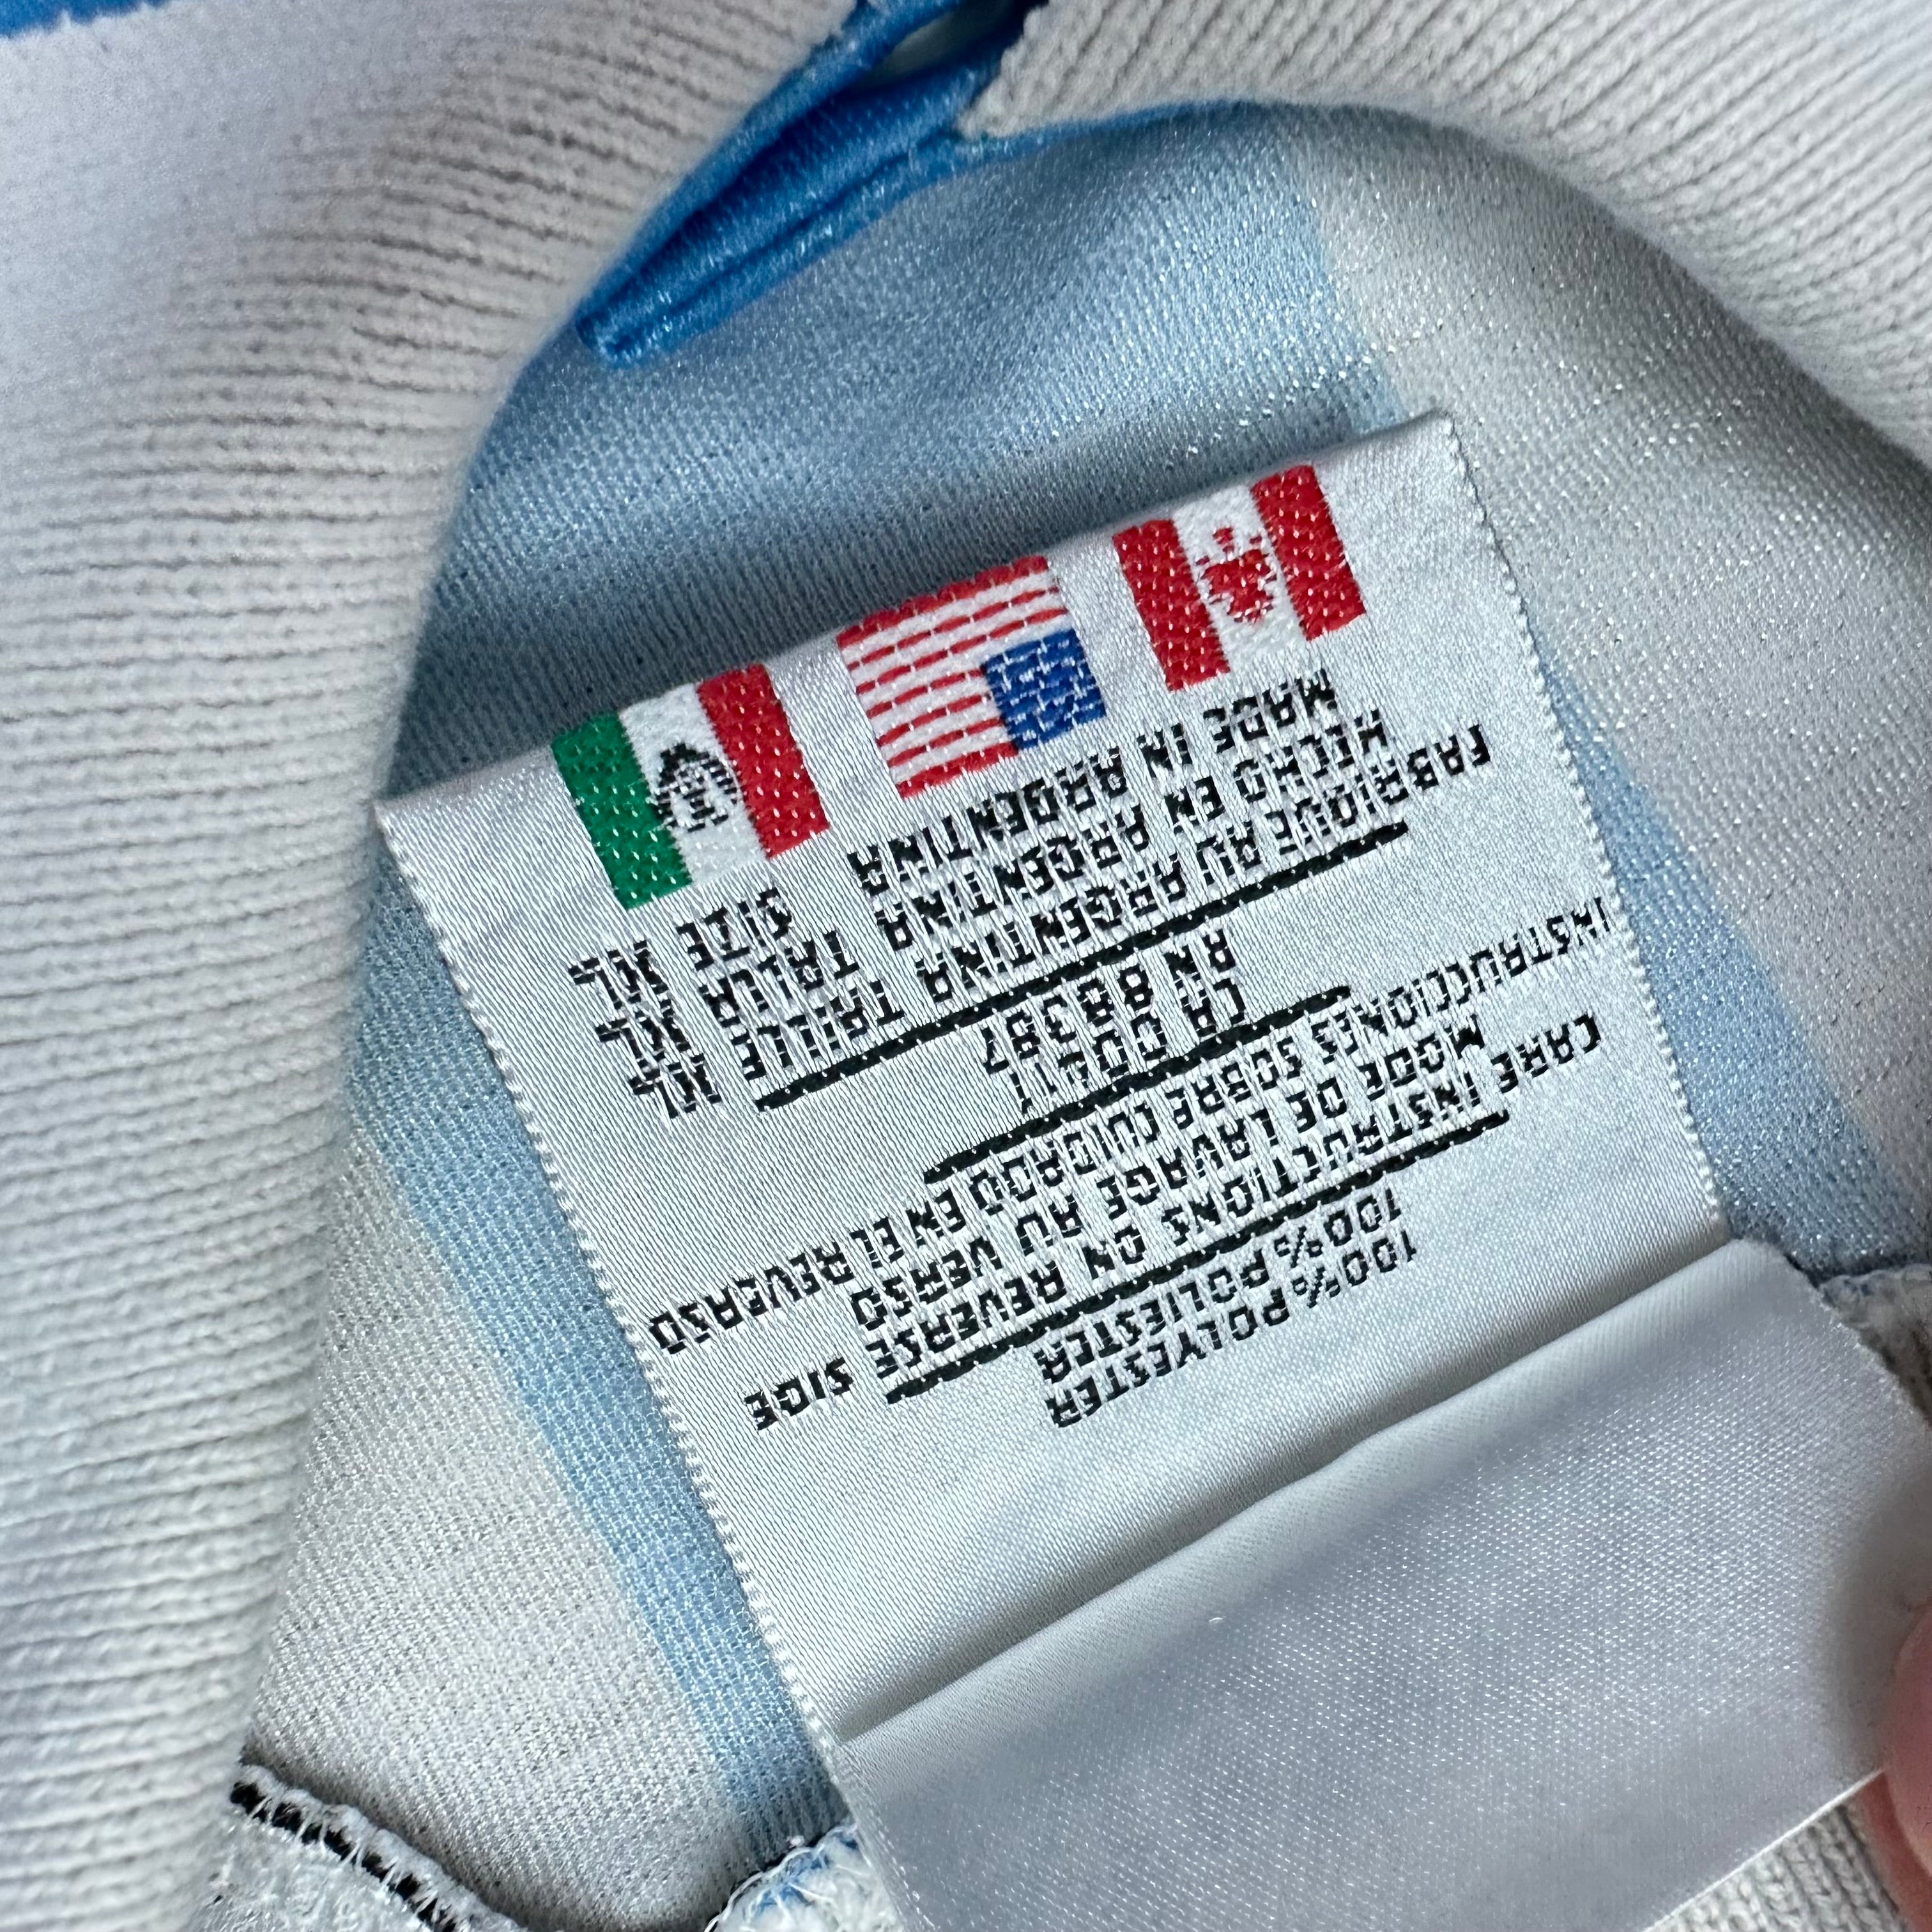 100% POLYESTER
100% POLIESTER
CARE INSTRUCTIONS ON REVERSE SIDE
MODE DE LAVAGE AU VERSO
INSTRUCCIONES SOBRE CUIDADO EN EL REVERSO
CA 00411
RN 88387
FABRIQUE AU ARGENTINA TAILLE XL
HECHO EN ARGENTINA TALLA XL
MADE IN ARGENTINA SIZE XL